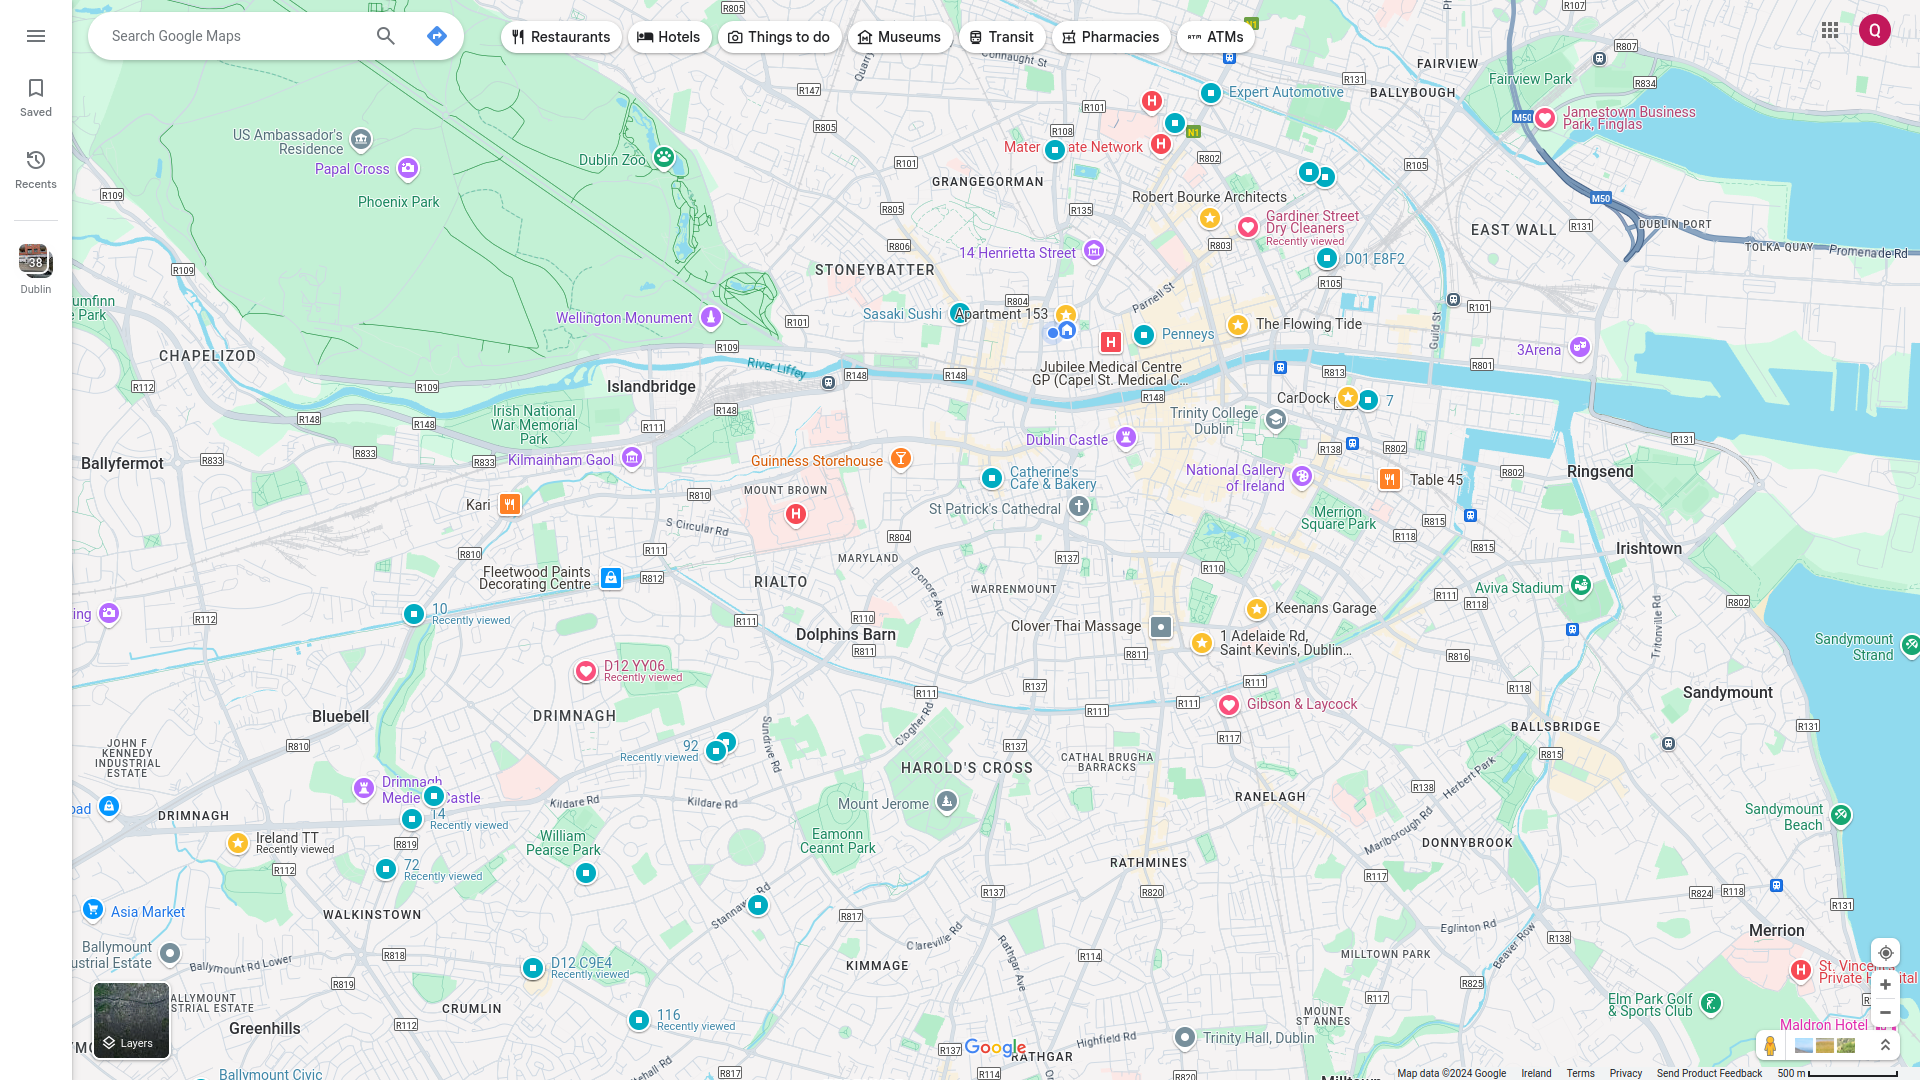 Search Google Maps
Restaurants
Hotels
Things to do
Museums
Transit
Pharmacies
ATMs
Q
Saved
Recents
38
Dublin
R805
R107
R807
FAIRVIEW
Fairview Park
R834
R147
R131
Connaught St
Expert Automotive
BALLYBOUGH
M50
Jamestown Business
Park, Finglas
R805
R101
R108
N1
US Ambassador's
Residence
Papal Cross
Phoenix Park
Dublin Zoo
R101
R802
R105
GRANGEGORMAN
R109
R805
R135
Robert Bourke Architects
M50
Gardiner Street
Dry Cleaners
Recently viewed
R803
EAST WALL
R131
DUBLIN PORT
TOLKA QUAY
Promenade Rd
R806
14 Henrietta Street
D01 E8F2
R109
STONEYBATTER
R105
Parnell St
R804
R101
Sasaki Sushi
Apartment 153
Wellington Monument
R101
Penneys
The Flowing Tide
Guild St
3Arena
CHAPELIZOD
R109
River Liffey
Jubilee Medical Centre
GP (Capel St. Medical C...
R801
R112
R109
Islandbridge
R148
R148
R813
R148
CarDock
7
R148
R148
R148
R111
Irish National
War Memorial
Park
Trinity College
Dublin
Dublin Castle
R138
R802
R131
Ballyfermot
R833
R833
R833
Kilmainham Gaol
Guinness Storehouse
Catherine's
Cafe & Bakery
National Gallery
of Ireland
Table 45
R802
Ringsend
MOUNT BROWN
R810
Kari
St Patrick's Cathedral
Merrion
Square Park
R815
S Circular Rd
R804
R118
R815
Irishtown
R810
R111
MARYLAND
R137
R110
Fleetwood Paints
Decorating Centre
R812
RIALTO
Donore Ave
WARRENMOUNT
Aviva Stadium
R111
R118
R802
Tritonville Rd
10
Recently viewed
R112
R111
R110
Keenans Garage
Clover Thai Massage
Dolphins Barn
1 Adelaide Rd,
Saint Kevin's, Dublin...
R811
R811
R816
Sandymount
Strand
D12 YY06
Recently viewed
R137
R111
R111
R118
Sandymount
R111
R111
Gibson & Laycock
Bluebell
DRIMNAGH
Clogher Rd
Sundrive Rd
BALLSBRIDGE
R131
R810
JOHN F
KENNEDY
INDUSTRIAL
ESTATE
92
Recently viewed
R137
R117
R815
CATHAL BRUGHA
BARRACKS
HAROLD'S CROSS
Herbert Park
R138
Kildare Rd
Kildare Rd
Mount Jerome
RANELAGH
DRIMNAGH
14
Recently viewed
Sandymount
Beach
Marlborough Rd
Ireland TT
Recently viewed
R819
William
Pearse Park
Eamonn
Ceannt Park
DONNYBROOK
R112
72
Recently viewed
RATHMINES
R117
R137
R820
R824
R118
R131
Asia Market
WALKINSTOWN
R817
Clareville Rd
Eglinton Rd
Beaver Row
R138
Merrion
Ballymount
ustrial Estate
Ballymount Rd Lower
R818
R114
MILLTOWN PARK
KIMMAGE
D12 C9E4
Recently viewed
Rathgar Ave
R819
R825
R117
Elm Park Golf
& Sports Club
CRUMLIN
Greenhills
R112
116
Recently viewed
MOUNT
ST ANNES
Maldron Hotel
Layers
Trinity Hall, Dublin
Highfield Rd
R137
Google
RATHGAR
R114
R820
Ballymount Civic
Map data ©2024 Google
Ireland
Terms
Privacy
Send Product Feedback
500 m